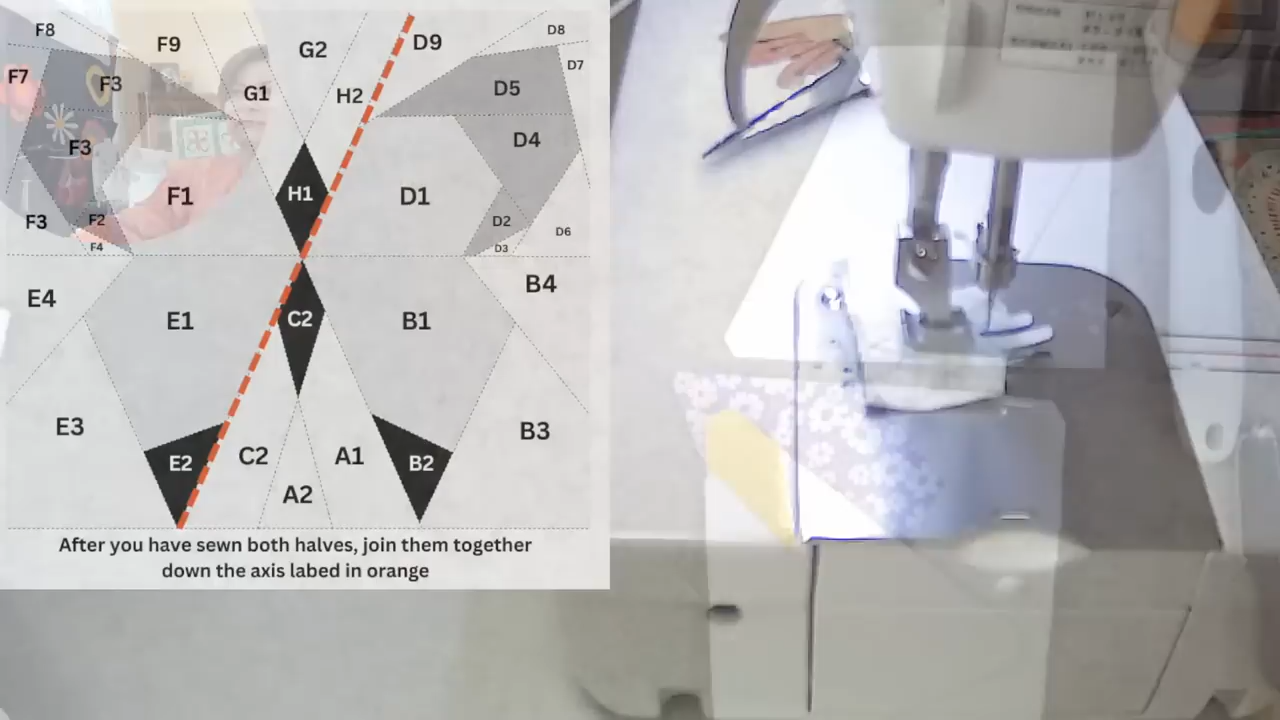 F8
F9
G2
D9
D8
F7
F3
G1
H2
D5
D7
F3
D4
F1
H1
D1
F3
F2
D2
D6
F4
D3
E4
E1
C2
B1
B4
E3
E2
C2
A1
B2
B3
A2
After you have sewn both halves, join them together
down the axis labed in orange